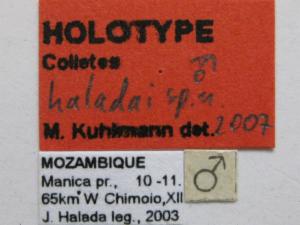 HOLOTYPE
Colletes ♂
haladai sp. n.
M. Kuhlmann det. 2007
MOZAMBIQUE
Manica pr., 10 -11.
65km W Chimoio,XII
J. Halada leg., 2003
♂